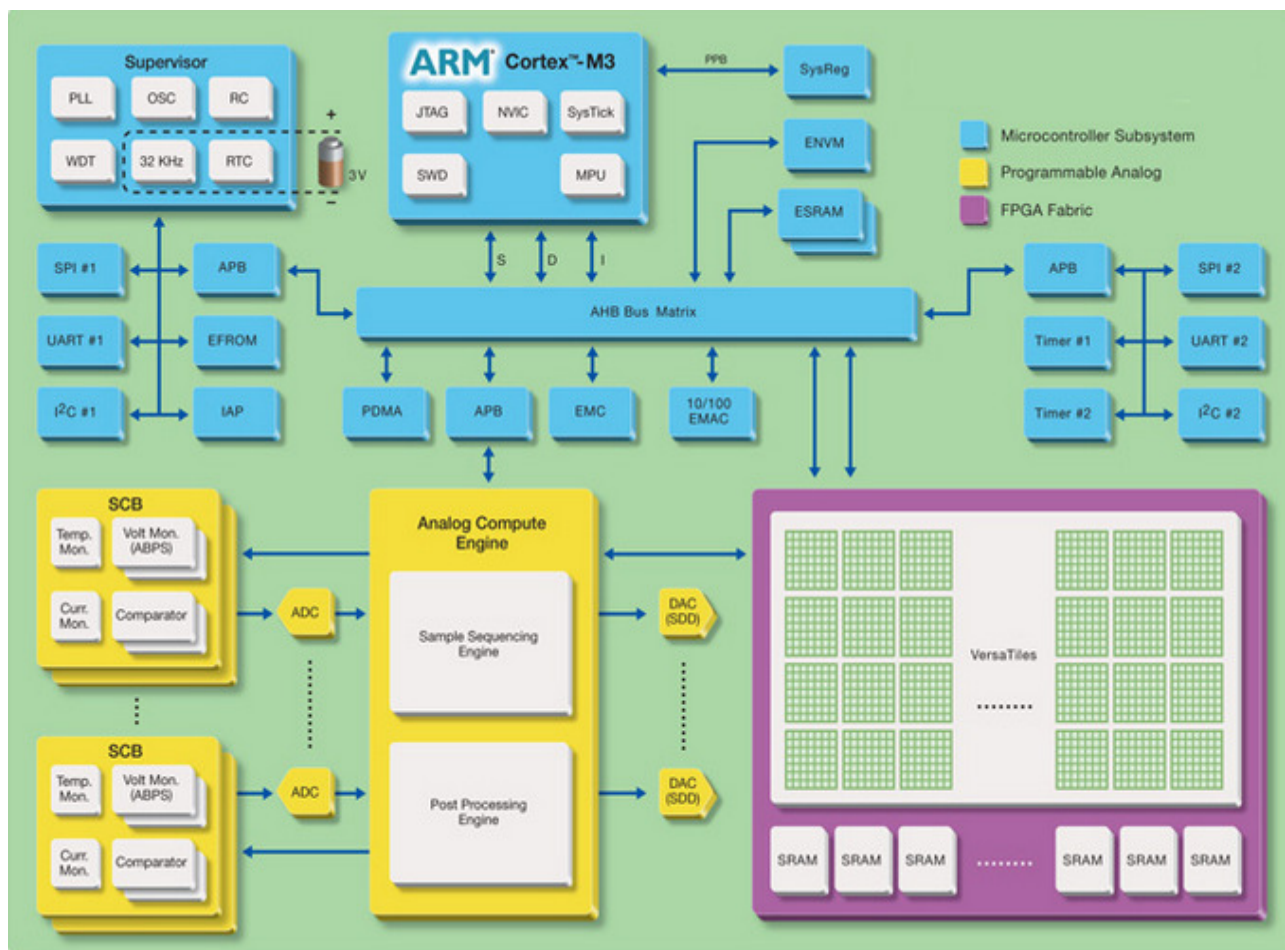 Supervisor
PLL
OSC
RC
WDT
32 KHz
RTC
+
3V
−
ARM® Cortex™-M3
JTAG
NVIC
SysTick
SWD
MPU
PPB
SysReg
ENVM
ESRAM
Microcontroller Subsystem
Programmable Analog
FPGA Fabric
S
D
I
SPI #1
APB
UART #1
EFROM
I²C #1
IAP
AHB Bus Matrix
PDMA
APB
EMC
10/100
EMAC
APB
SPI #2
Timer #1
UART #2
Timer #2
I²C #2
SCB
Temp.
Mon.
Volt Mon.
(ABPS)
Curr.
Mon.
Comparator
ADC
SCB
Temp.
Mon.
Volt Mon.
(ABPS)
Curr.
Mon.
Comparator
ADC
Analog Compute
Engine
Sample Sequencing
Engine
Post Processing
Engine
DAC
(SDD)
DAC
(SDD)
VersaTiles
SRAM
SRAM
SRAM
SRAM
SRAM
SRAM